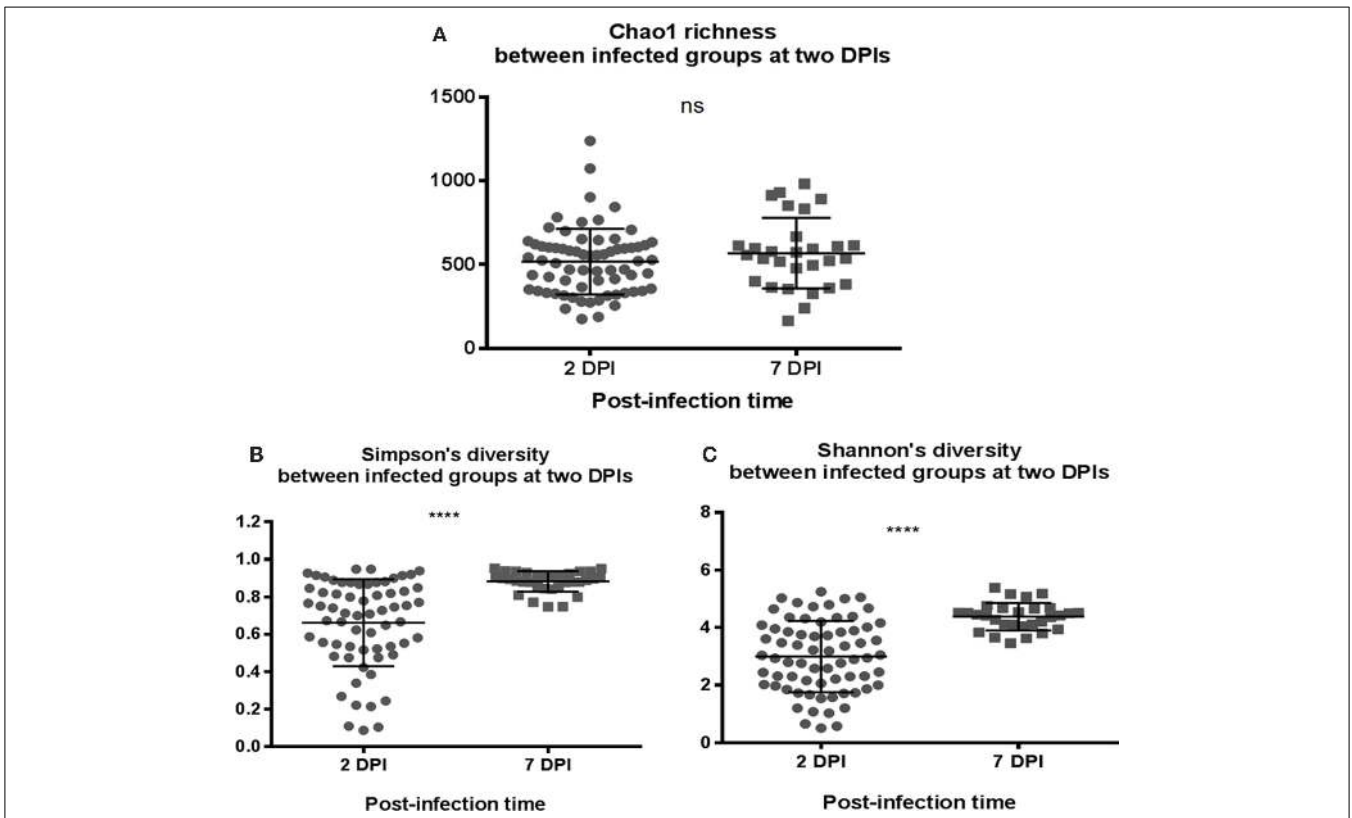 A
Chao1 richness
between infected groups at two DPIs
ns
1500
1000
500
0
2 DPI
7 DPI
Post-infection time
B
Simpson's diversity
between infected groups at two DPIs
****
1.2
1.0
0.8
0.6
0.4
0.2
0.0
2 DPI
7 DPI
Post-infection time
C
Shannon's diversity
between infected groups at two DPIs
****
8
6
4
2
0
2 DPI
7 DPI
Post-infection time